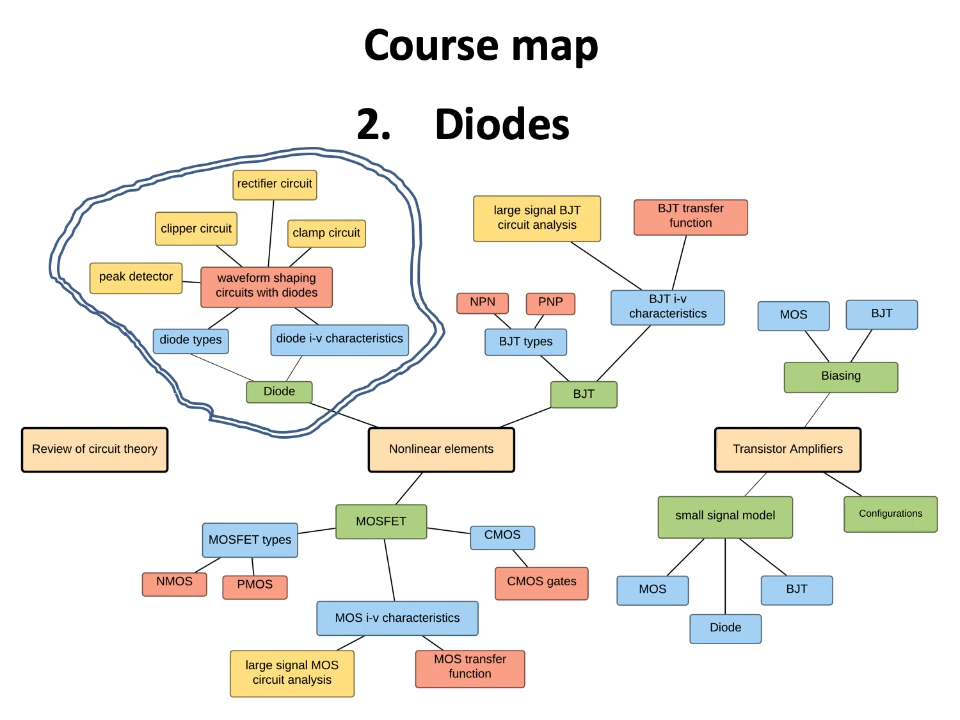 Course map
2. Diodes
rectifier circuit
clipper circuit
clamp circuit
peak detector
waveform shaping
circuits with diodes
diode types
diode i-v characteristics
Diode
large signal BJT
circuit analysis
BJT transfer
function
NPN
PNP
BJT i-v
characteristics
BJT types
BJT
MOS
BJT
Biasing
Review of circuit theory
Nonlinear elements
Transistor Amplifiers
MOSFET
MOSFET types
CMOS
NMOS
PMOS
CMOS gates
MOS i-v characteristics
large signal MOS
circuit analysis
MOS transfer
function
small signal model
Configurations
MOS
BJT
Diode